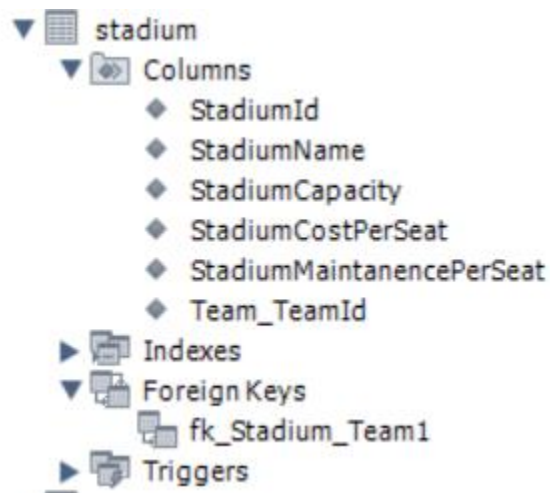 stadium
Columns
StadiumId
StadiumName
StadiumCapacity
StadiumCostPerSeat
StadiumMaintanencePerSeat
Team_TeamId
Indexes
Foreign Keys
fk_Stadium_Team1
Triggers